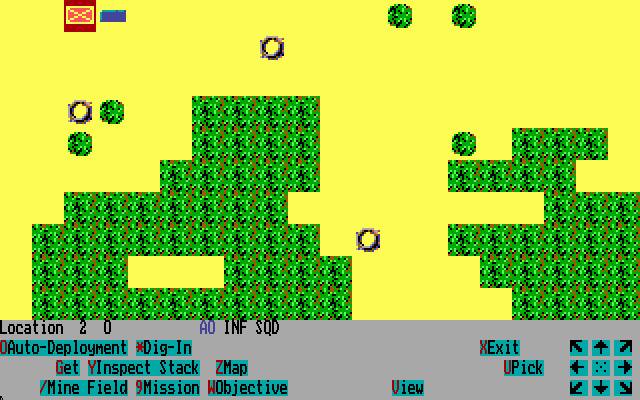 Location 2 0 A0 INF SQD
0Auto-Deployment *Dig-In XExit
Get YInspect Stack ZMap UPick
/Mine Field 9Mission WObjective View